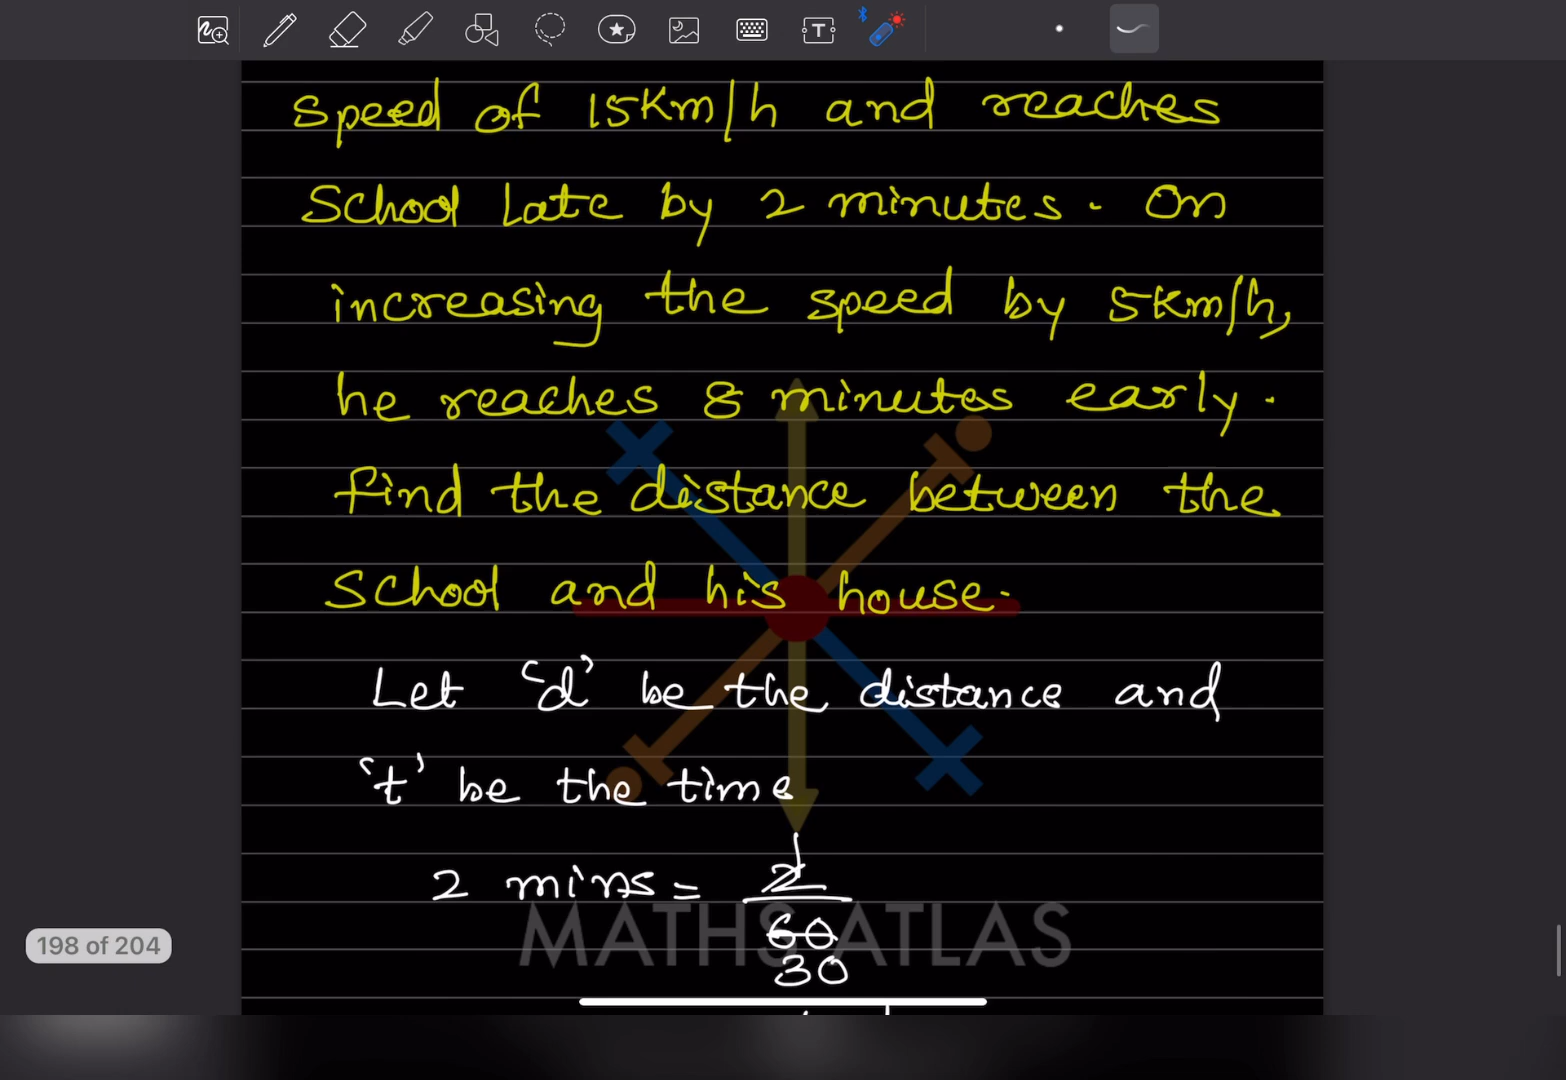 T
speed of 15Km/h and reaches
School late by 2 minutes. On
increasing the speed by 5Km/h,
he reaches 8 minutes early.
find the distance between the
School and his house.
Let 'd' be the distance and
't' be the time
1
2 mins = 2
60
30
MATHS ATLAS
198 of 204